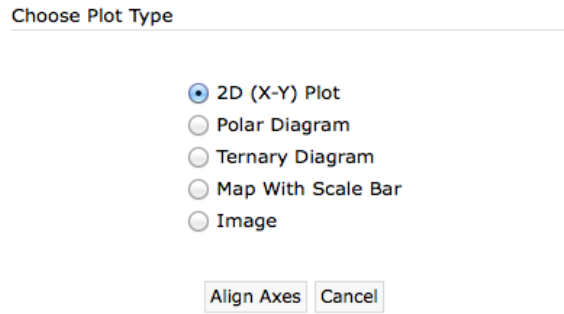 Choose Plot Type
2D (X-Y) Plot
Polar Diagram
Ternary Diagram
Map With Scale Bar
Image
Align Axes Cancel